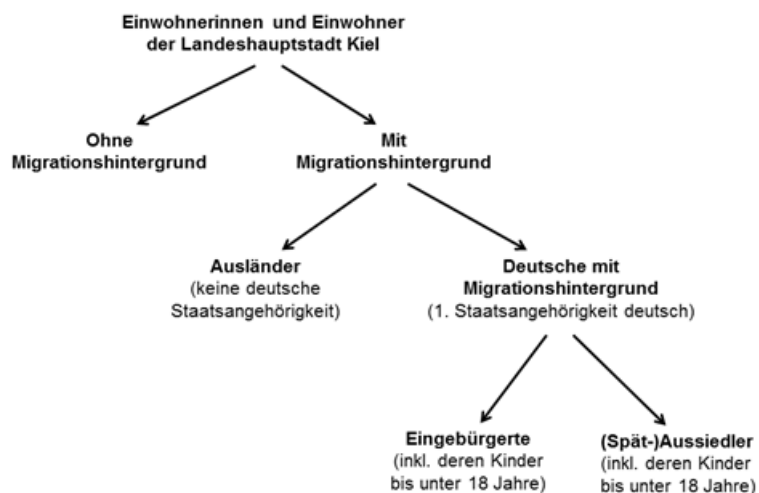 Einwohnerinnen und Einwohner
der Landeshauptstadt Kiel
Ohne
Migrationshintergrund
Mit
Migrationshintergrund
Ausländer
(keine deutsche
Staatsangehörigkeit)
Deutsche mit
Migrationshintergrund
(1. Staatsangehörigkeit deutsch)
Eingebürgerte
(inkl. deren Kinder
bis unter 18 Jahre)
(Spät-)Aussiedler
(inkl. deren Kinder
bis unter 18 Jahre)